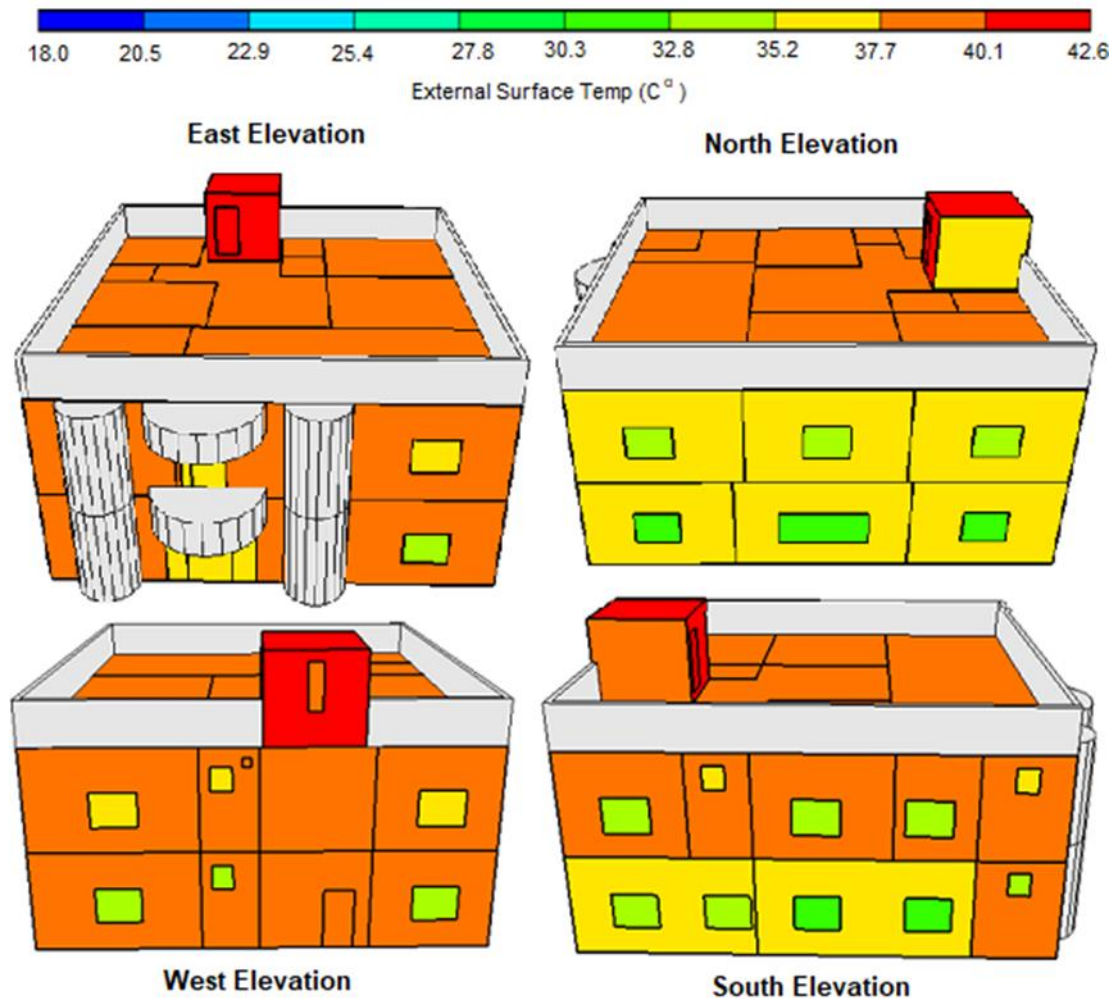 18.0 20.5 22.9 25.4 27.8 30.3 32.8 35.2 37.7 40.1 42.6
External Surface Temp (C°)
East Elevation
North Elevation
West Elevation
South Elevation